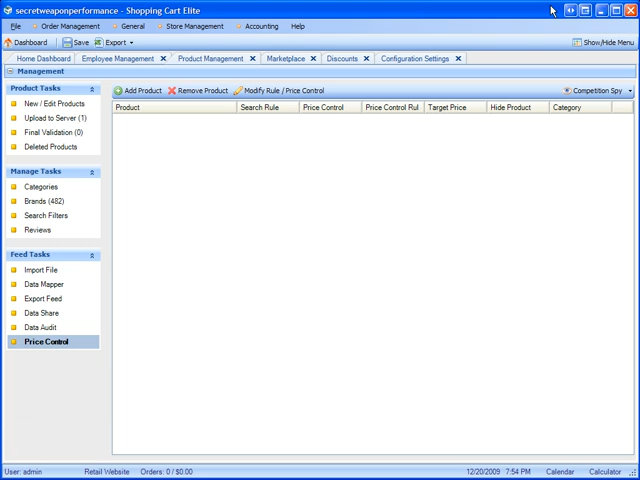 secretweaponperformance - Shopping Cart Elite
File Order Management General Store Management Accounting Help
Dashboard Save Export Show/Hide Menu
Home Dashboard Employee Management Product Management Marketplace Discounts Configuration Settings
Management
Product Tasks
New / Edit Products
Upload to Server (1)
Final Validation (0)
Deleted Products
Manage Tasks
Categories
Brands (482)
Search Filters
Reviews
Feed Tasks
Import File
Data Mapper
Export Feed
Data Share
Data Audit
Price Control
Add Product Remove Product Modify Rule / Price Control Competition Spy
Product Search Rule Price Control Price Control Rul Target Price Hide Product Category
User: admin Retail Website Orders: 0 / $0.00 12/20/2009 7:54 PM Calendar Calculator